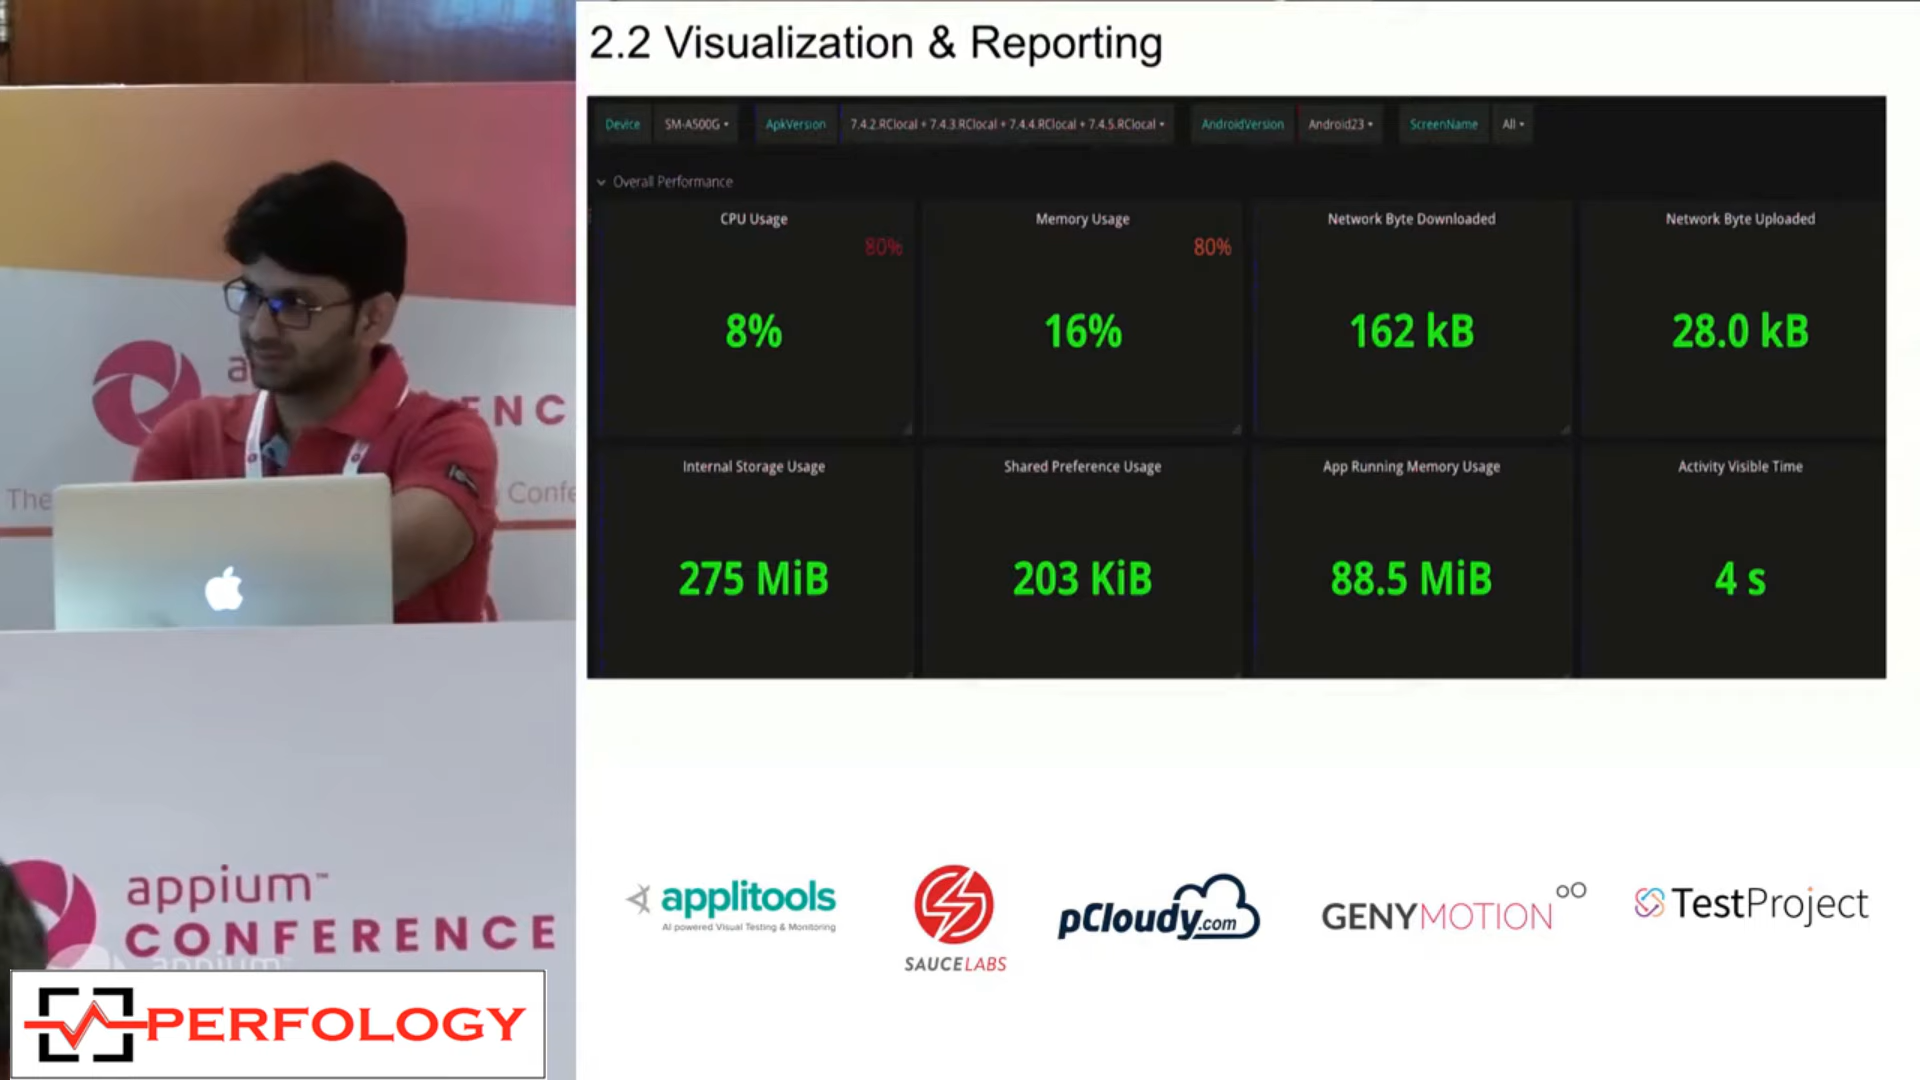 2.2 Visualization & Reporting
Device SM-A500G ApkVersion 7.4.2.RClocal + 7.4.3.RClocal + 7.4.4.RClocal + 7.4.5.RClocal AndroidVersion Android23 ScreenName All
Overall Performance
CPU Usage
80%
8%
Memory Usage
80%
16%
Network Byte Downloaded
162 kB
Network Byte Uploaded
28.0 kB
Internal Storage Usage
275 MiB
Shared Preference Usage
203 KiB
App Running Memory Usage
88.5 MiB
Activity Visible Time
4 s
applitools
AI powered Visual Testing & Monitoring
SAUCELABS
pCloudy.com
GENYMOTION
TestProject
The
appium™
CONFERENCE
appium
PERFOLOGY